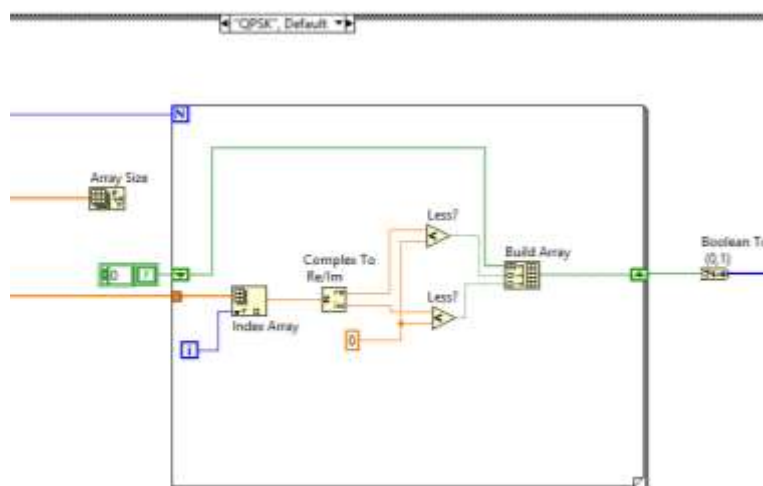 "QPSK", Default
N
Array Size
Less?
Boolean To
(0,1)
Build Array
0
Complex To
Re/Im
Less?
Index Array
0
i